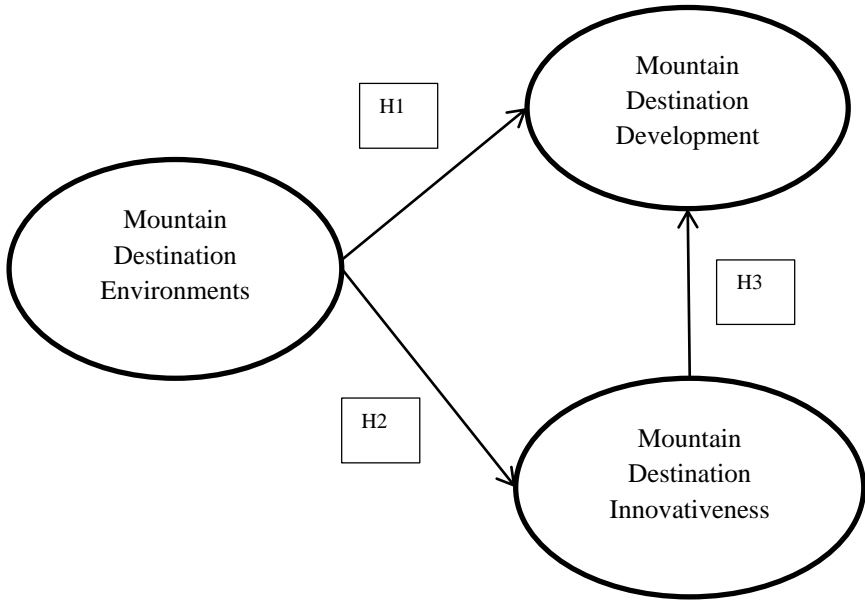 Mountain
Destination
Development
H1
Mountain
Destination
Environments
H3
H2
Mountain
Destination
Innovativeness